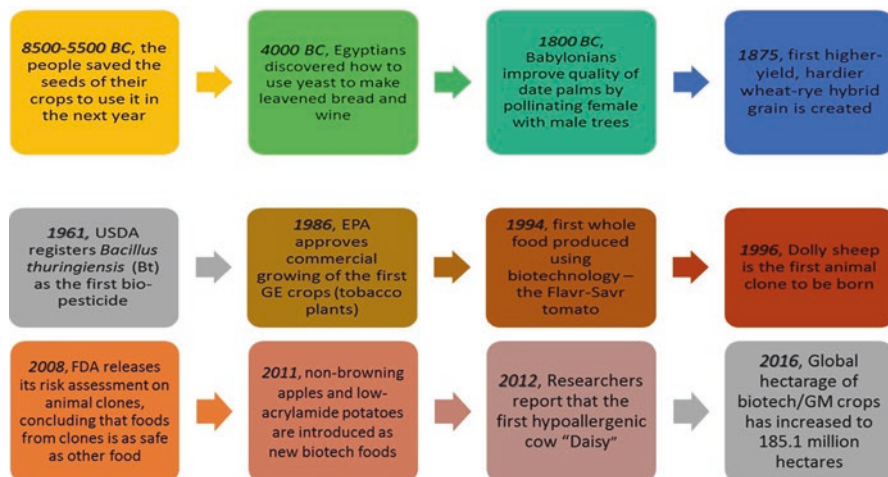 8500-5500 BC, the
people saved the
seeds of their
crops to use it in
the next year
4000 BC, Egyptians
discovered how to
use yeast to make
leavened bread and
wine
1800 BC,
Babylonians
improve quality of
date palms by
pollinating female
with male trees
1875, first higher-
yield, hardier
wheat-rye hybrid
grain is created
1961, USDA
registers Bacillus
thuringiensis (Bt)
as the first bio-
pesticide
1986, EPA
approves
commercial
growing of the first
GE crops (tobacco
plants)
1994, first whole
food produced
using
biotechnology –
the Flavr-Savr
tomato
1996, Dolly sheep
is the first animal
clone to be born
2008, FDA releases
its risk assessment on
animal clones,
concluding that foods
from clones is as safe
as other food
2011, non-browning
apples and low-
acrylamide potatoes
are introduced as
new biotech foods
2012, Researchers
report that the
first hypoallergenic
cow "Daisy"
2016, Global
hectarage of
biotech/GM crops
has increased to
185.1 million
hectares